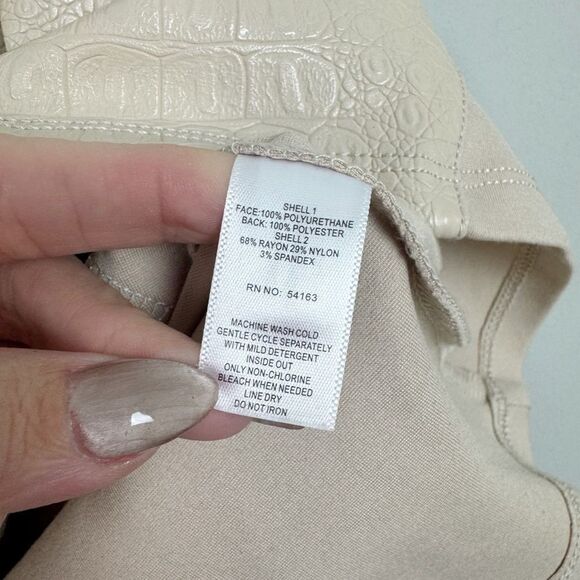 SHELL 1
FACE:100% POLYURETHANE
BACK: 100% POLYESTER
SHELL 2
68% RAYON 29% NYLON
3% SPANDEX
RN NO: 54163
MACHINE WASH COLD
GENTLE CYCLE SEPARATELY
WITH MILD DETERGENT
INSIDE OUT
ONLY NON-CHLORINE
BLEACH WHEN NEEDED
LINE DRY
DO NOT IRON